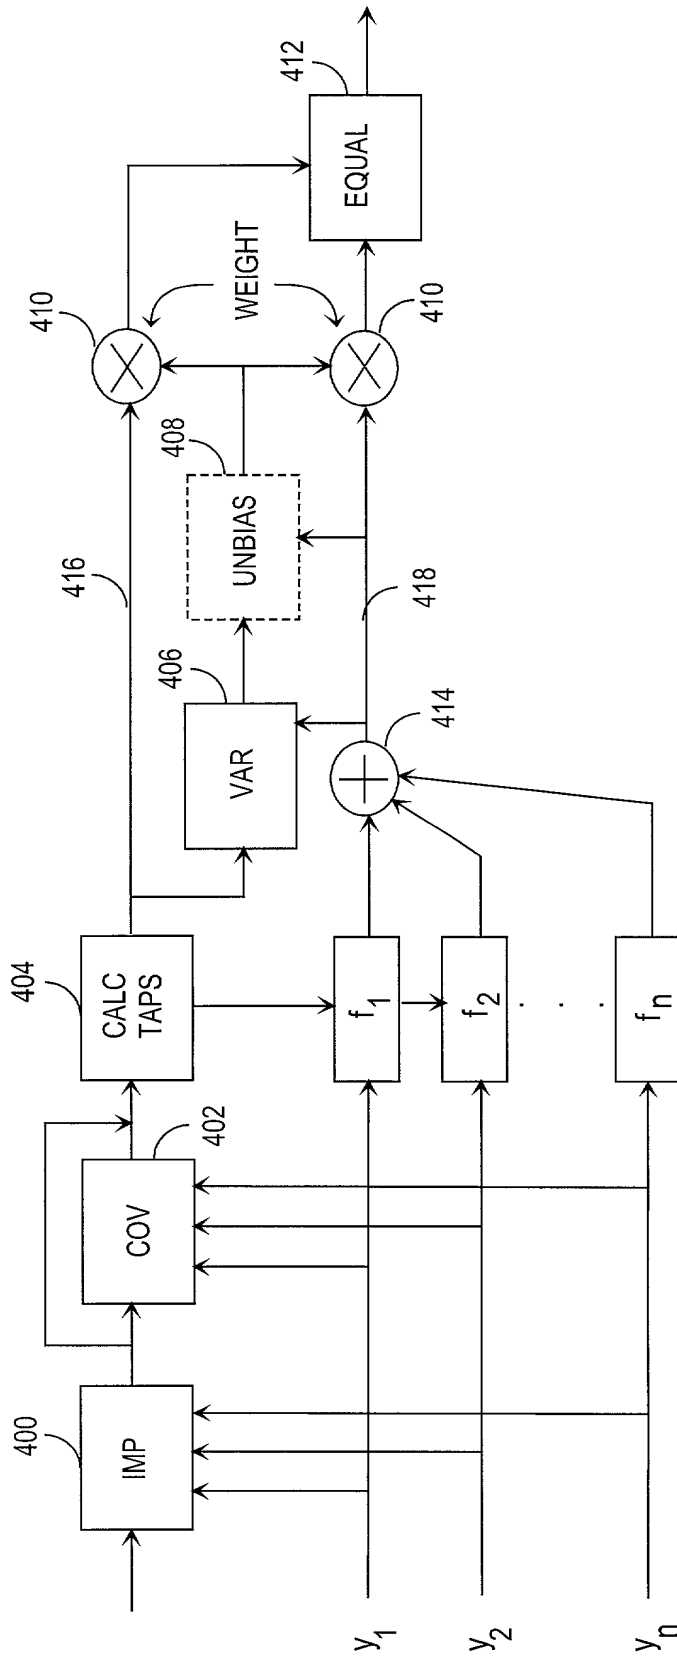 400
IMP
402
COV
404
CALC
TAPS
406
VAR
408
UNBIAS
410
WEIGHT
410
412
EQUAL
416
418
414
y1
f1
y2
f2
. . .
yn
fn